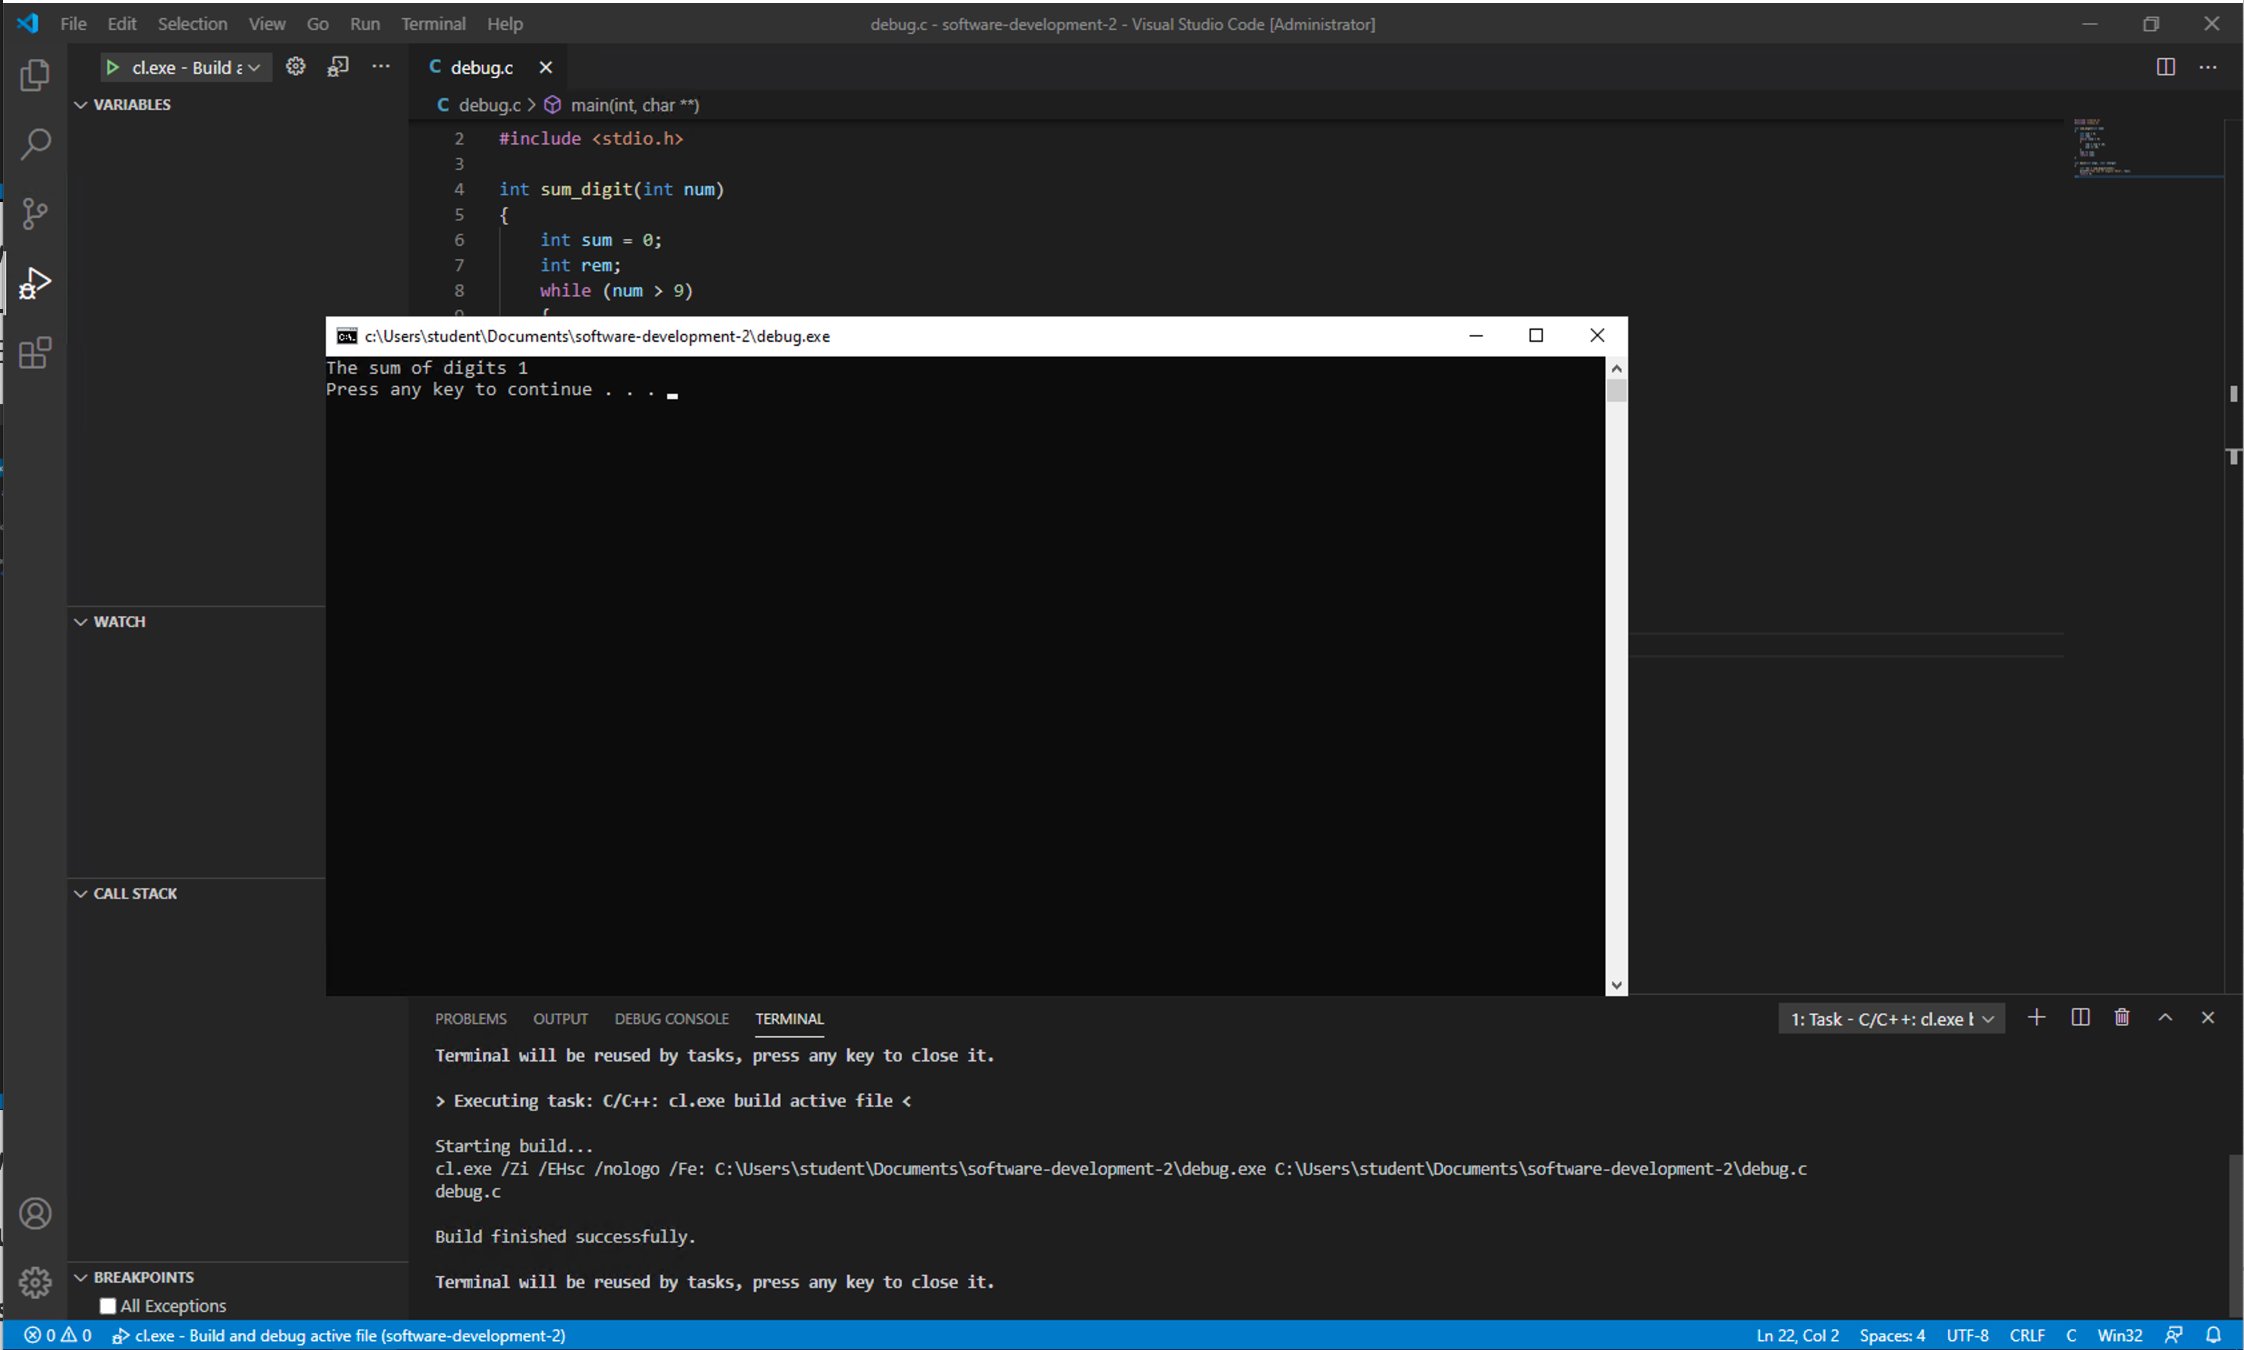 File Edit Selection View Go Run Terminal Help
debug.c - software-development-2 - Visual Studio Code [Administrator]
cl.exe - Build a
debug.c
VARIABLES
debug.c > main(int, char **)
2 #include <stdio.h>
3
4 int sum_digit(int num)
5 {
6 int sum = 0;
7 int rem;
8 while (num > 9)
9 {
c:\Users\student\Documents\software-development-2\debug.exe
The sum of digits 1
Press any key to continue . . .
WATCH
CALL STACK
PROBLEMS OUTPUT DEBUG CONSOLE TERMINAL
1: Task - C/C++: cl.exe b
Terminal will be reused by tasks, press any key to close it.
> Executing task: C/C++: cl.exe build active file <
Starting build...
cl.exe /Zi /EHsc /nologo /Fe: C:\Users\student\Documents\software-development-2\debug.exe C:\Users\student\Documents\software-development-2\debug.c
debug.c
Build finished successfully.
Terminal will be reused by tasks, press any key to close it.
BREAKPOINTS
All Exceptions
0 0 cl.exe - Build and debug active file (software-development-2)
Ln 22, Col 2 Spaces: 4 UTF-8 CRLF C Win32